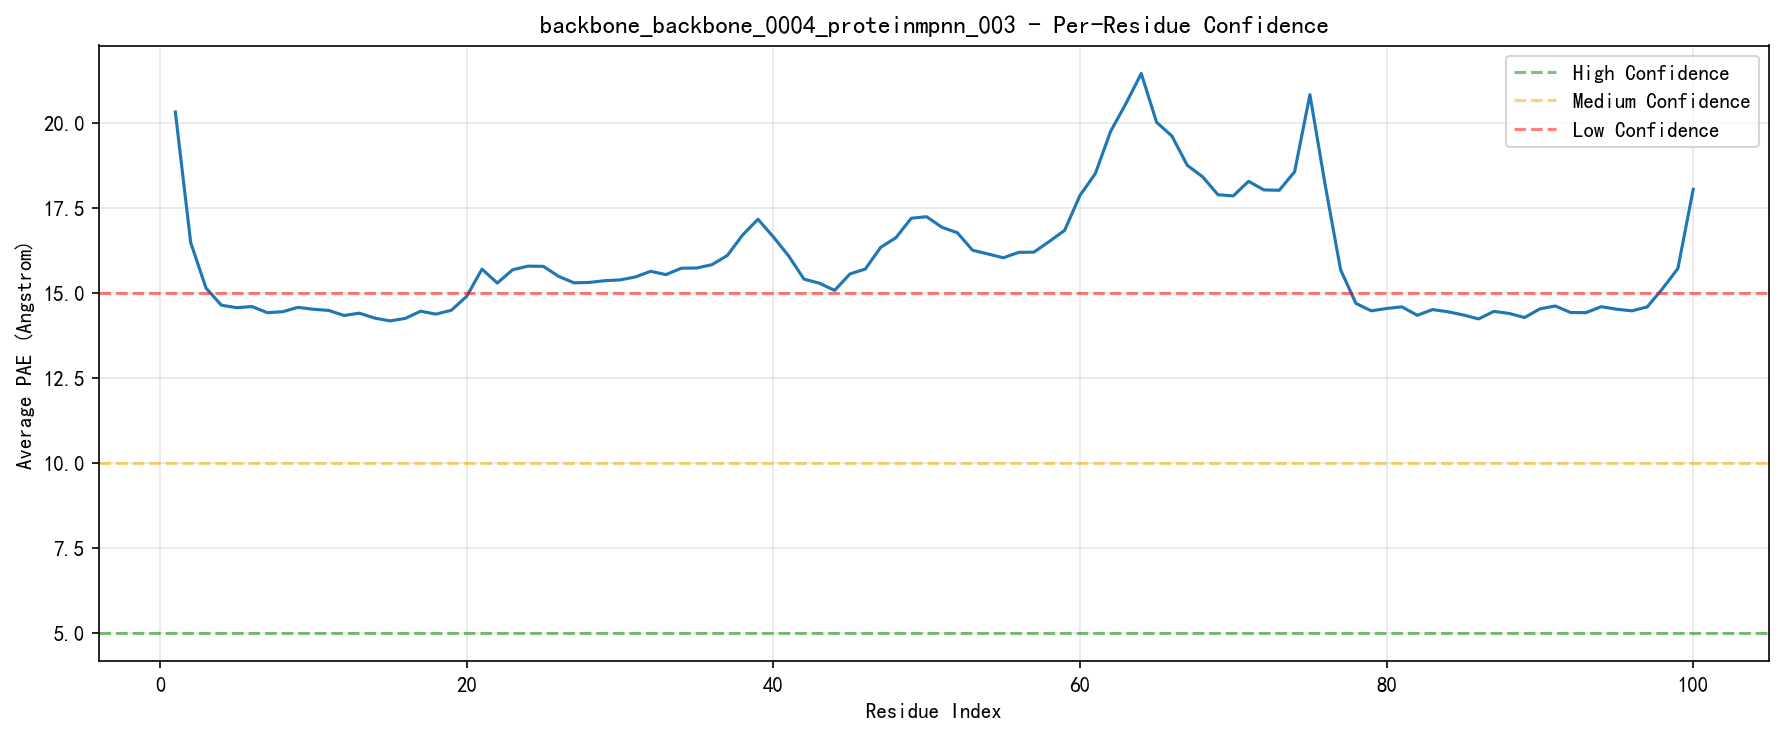 backbone_backbone_0004_proteinmpnn_003 - Per-Residue Confidence
High Confidence
Medium Confidence
Low Confidence
Average PAE (Angstrom)
20.0
17.5
15.0
12.5
10.0
7.5
5.0
0 20 40 60 80 100
Residue Index